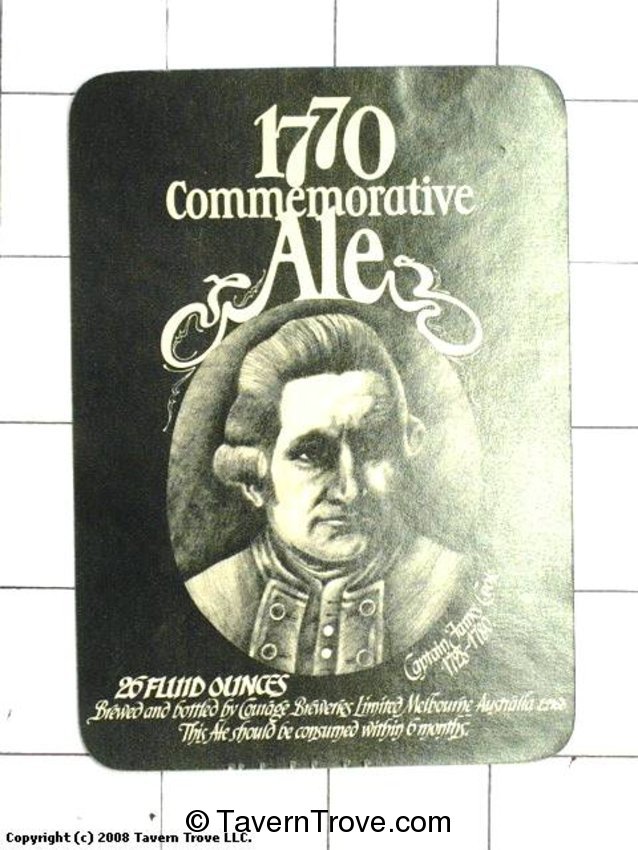 1770
Commemorative
Ale
Captain James Cook
1728-1780
26 FLUID OUNCES
Brewed and bottled by Courage Breweries Limited Melbourne Australia
This Ale should be consumed within 6 months.
© TavernTrove.com
Copyright (c) 2008 Tavern Trove LLC.